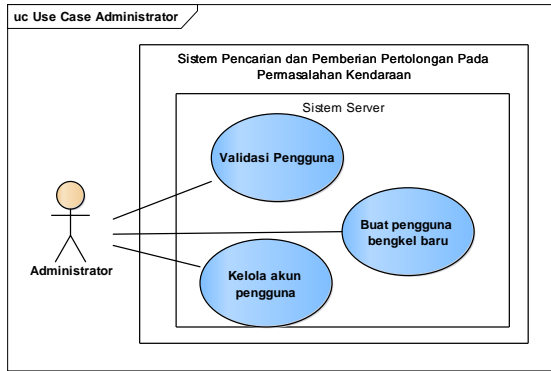 uc Use Case Administrator
Sistem Pencarian dan Pemberian Pertolongan Pada
Permasalahan Kendaraan
Sistem Server
Validasi Pengguna
Buat pengguna
bengkel baru
Administrator
Kelola akun
pengguna